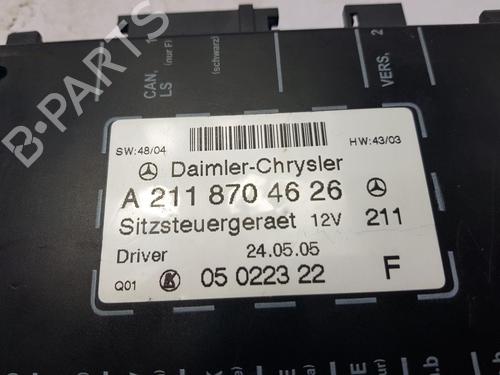 CAN, 1
LS (nur F)
(schwarz)
VERS, 2
B-PARTS
SW:48/04
HW:43/03
Daimler-Chrysler
A 211 870 46 26
Sitzsteuergeraet 12V 211
Driver 24.05.05
Q01 05 0223 22 F